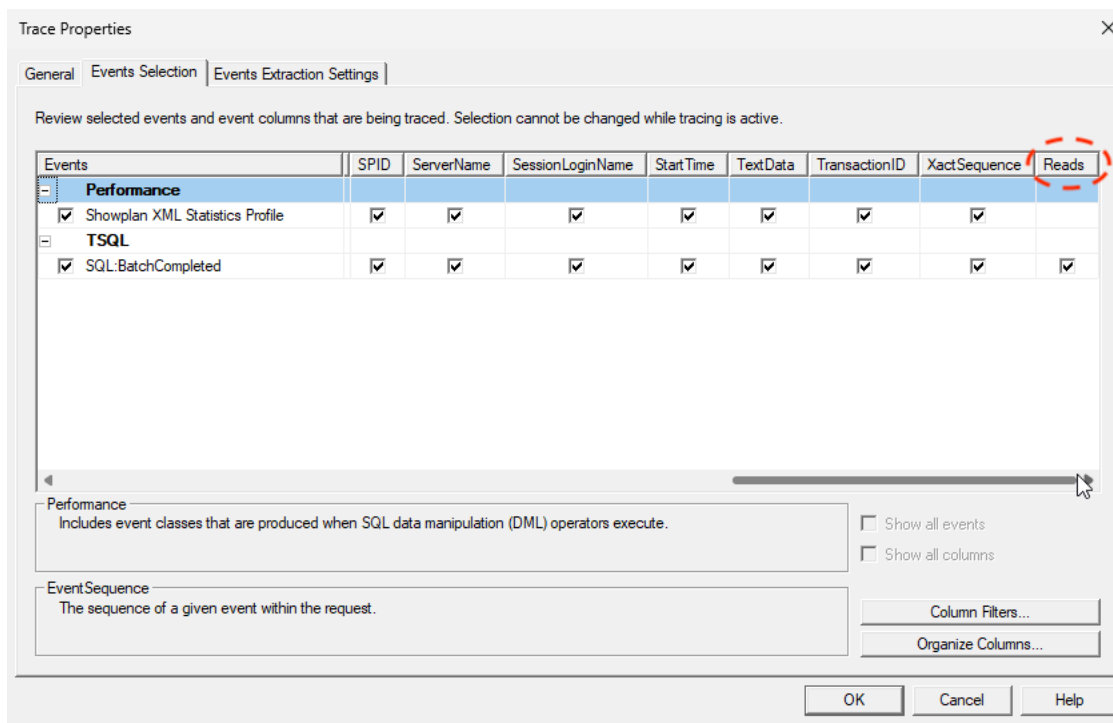 Trace Properties
General Events Selection Events Extraction Settings
Review selected events and event columns that are being traced. Selection cannot be changed while tracing is active.
Events SPID ServerName SessionLoginName StartTime TextData TransactionID XactSequence Reads
Performance
Showplan XML Statistics Profile
TSQL
SQL:BatchCompleted
Performance
Includes event classes that are produced when SQL data manipulation (DML) operators execute.
Show all events
Show all columns
EventSequence
The sequence of a given event within the request.
Column Filters...
Organize Columns...
OK Cancel Help